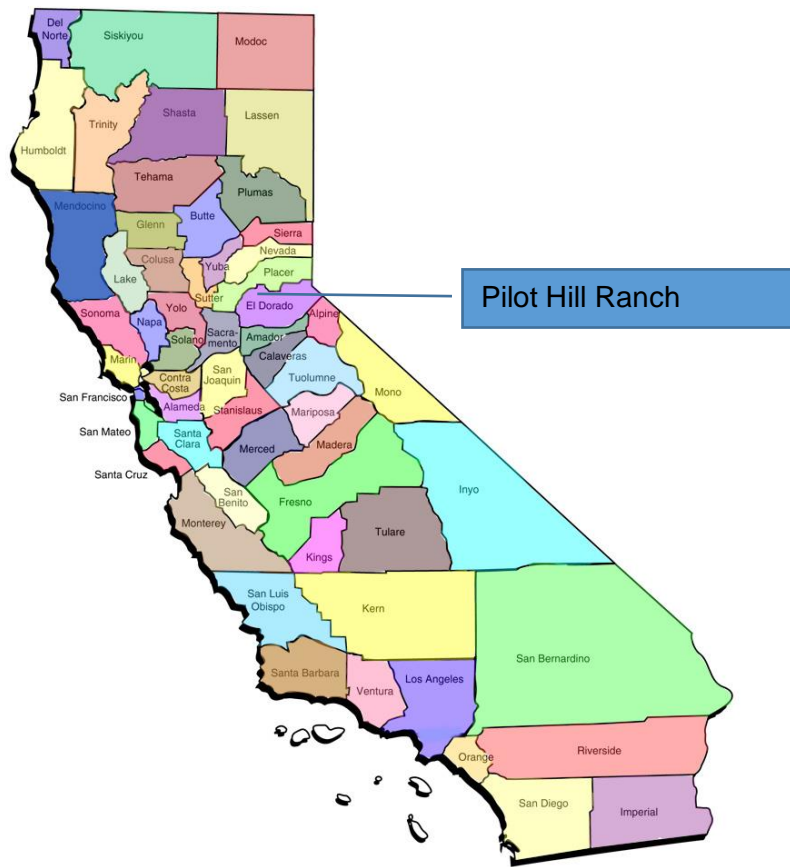 Del
Norte
Siskiyou
Modoc
Humboldt
Trinity
Shasta
Lassen
Tehama
Plumas
Mendocino
Glenn
Butte
Sierra
Lake
Colusa
Yuba
Nevada
Placer
Sutter
Pilot Hill Ranch
Sonoma
Napa
Yolo
El Dorado
Alpine
Solano
Sacra-
mento
Amador
Calaveras
Marin
Contra
Costa
San
Joaquin
Tuolumne
Mono
San Francisco
Alameda
Stanislaus
Mariposa
San Mateo
Santa
Clara
Merced
Madera
Santa Cruz
San
Benito
Fresno
Inyo
Monterey
Kings
Tulare
San Luis
Obispo
Kern
San Bernardino
Santa Barbara
Ventura
Los Angeles
Orange
Riverside
San Diego
Imperial